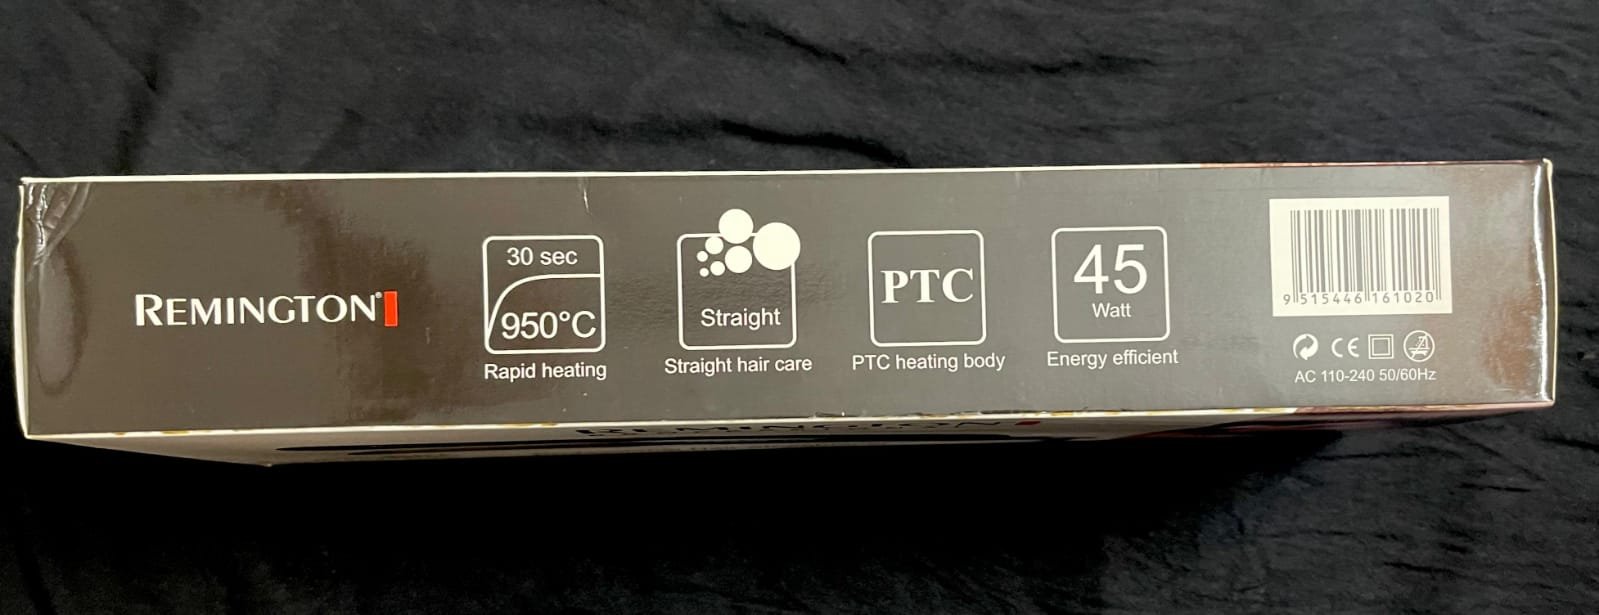 REMINGTON®
30 sec
950°C
Rapid heating
Straight
Straight hair care
PTC
PTC heating body
45
Watt
Energy efficient
9 515446 161020
CE
AC 110-240 50/60Hz
REMINGTON